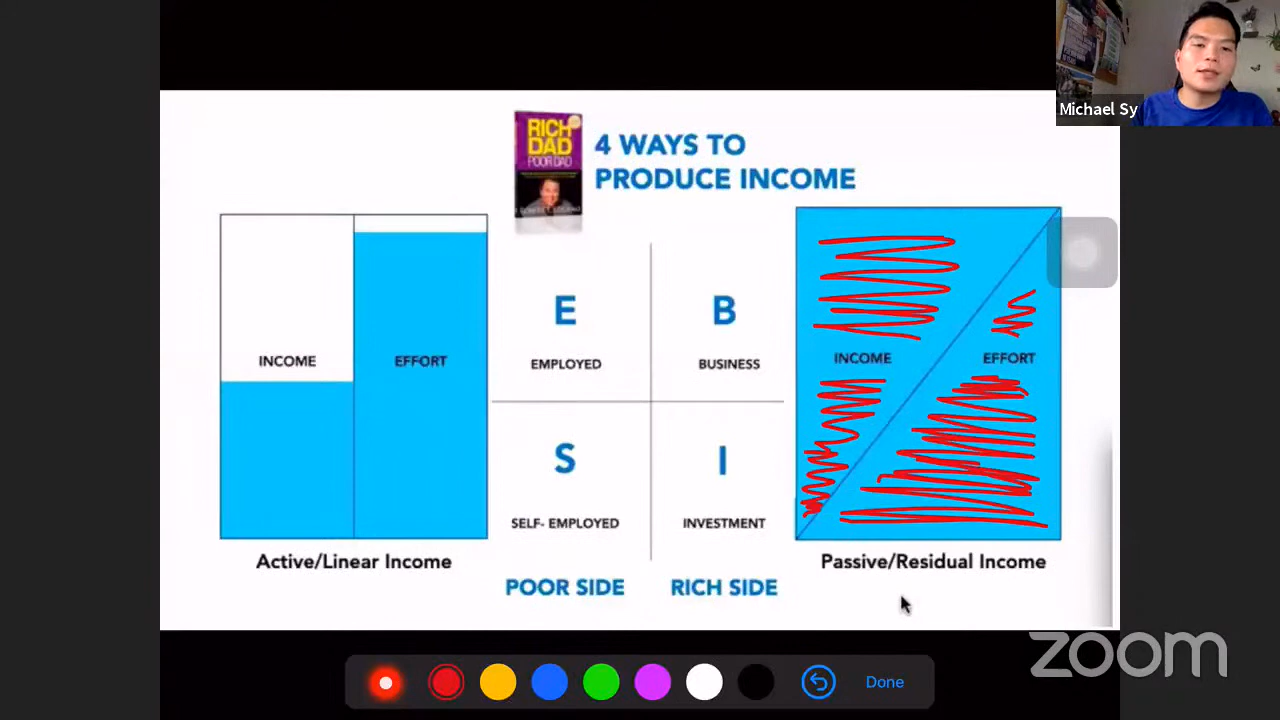 Michael Sy
RICH
DAD
POOR DAD
4 WAYS TO
PRODUCE INCOME
INCOME
EFFORT
E
EMPLOYED
B
BUSINESS
S
SELF- EMPLOYED
I
INVESTMENT
INCOME
EFFORT
Active/Linear Income
POOR SIDE
RICH SIDE
Passive/Residual Income
zoom
Done